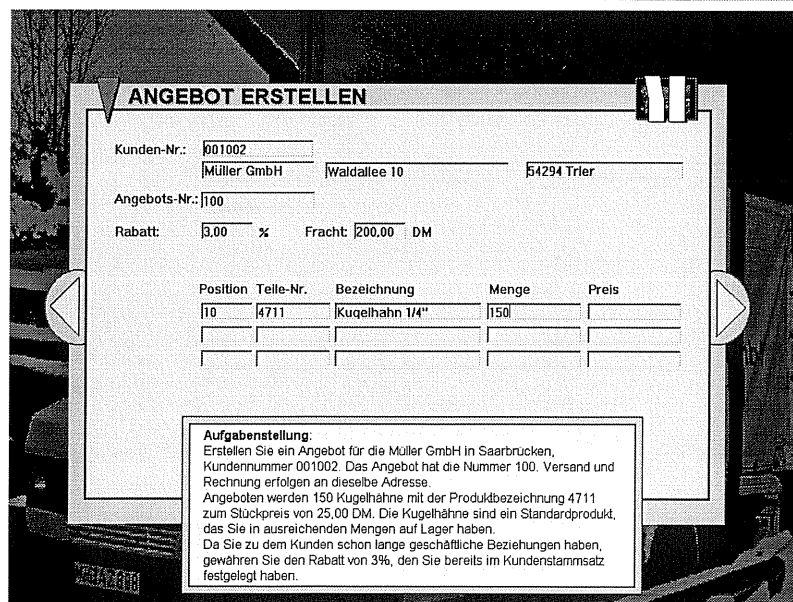 ANGEBOT ERSTELLEN
Kunden-Nr.: 001002
Müller GmbH Waldallee 10 54294 Trier
Angebots-Nr.: 100
Rabatt: 3,00 % Fracht: 200,00 DM
Position Teile-Nr. Bezeichnung Menge Preis
10 4711 Kugelhahn 1/4" 150
Aufgabenstellung:
Erstellen Sie ein Angebot für die Müller GmbH in Saarbrücken,
Kundennummer 001002. Das Angebot hat die Nummer 100. Versand und
Rechnung erfolgen an dieselbe Adresse.
Angeboten werden 150 Kugelhähne mit der Produktbezeichnung 4711
zum Stückpreis von 25,00 DM. Die Kugelhähne sind ein Standardprodukt,
das Sie in ausreichenden Mengen auf Lager haben.
Da Sie zu dem Kunden schon lange geschäftliche Beziehungen haben,
gewähren Sie den Rabatt von 3%, den Sie bereits im Kundenstammsatz
festgelegt haben.